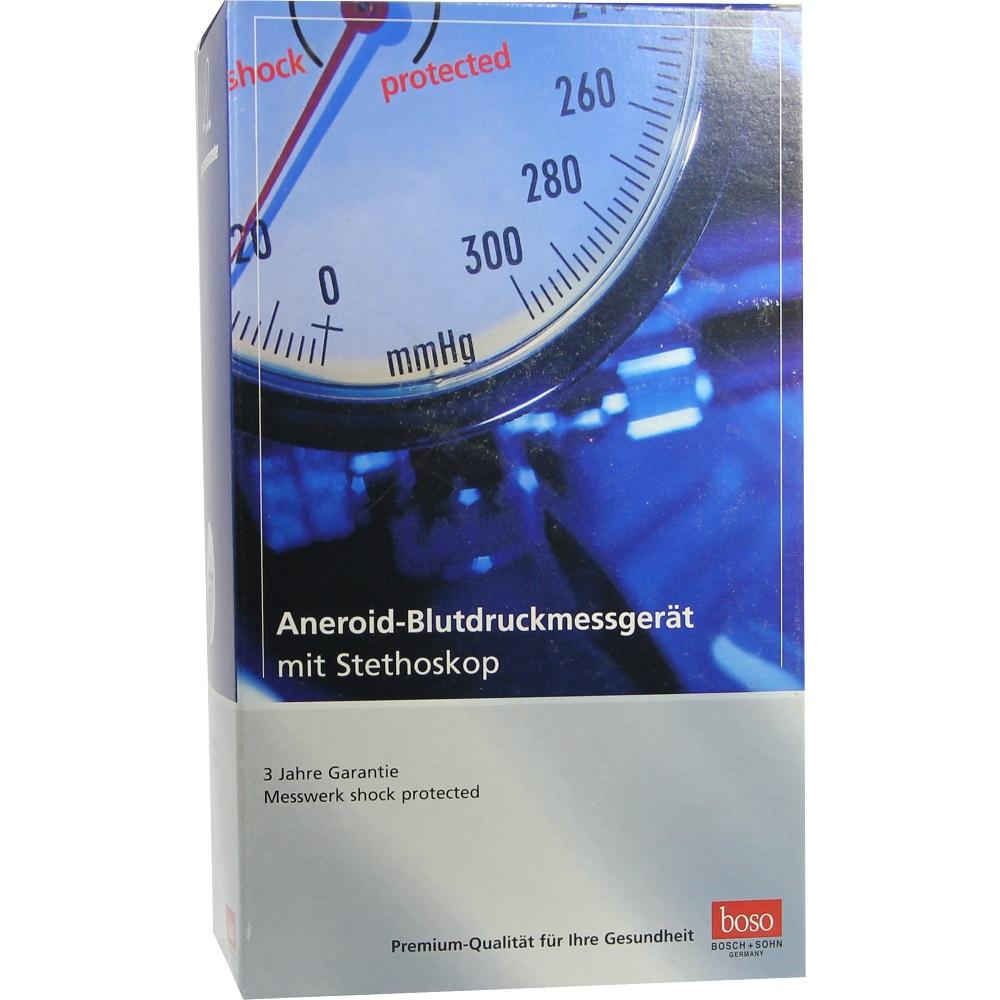 shock protected
260
280
300
20
0
mmHg
Aneroid-Blutdruckmessgerät
mit Stethoskop
3 Jahre Garantie
Messwerk shock protected
Premium-Qualität für Ihre Gesundheit
boso
BOSCH + SOHN
GERMANY